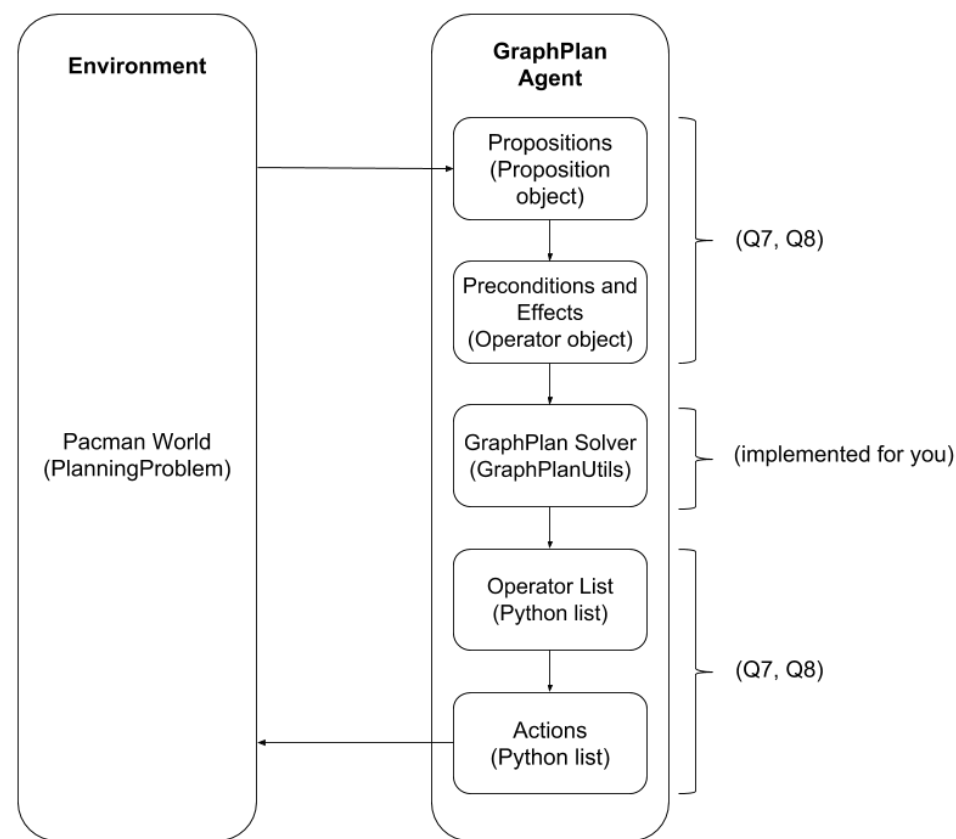 Environment
Pacman World
(PlanningProblem)
GraphPlan
Agent
Propositions
(Proposition
object)
Preconditions and
Effects
(Operator object)
(Q7, Q8)
GraphPlan Solver
(GraphPlanUtils)
(implemented for you)
Operator List
(Python list)
Actions
(Python list)
(Q7, Q8)